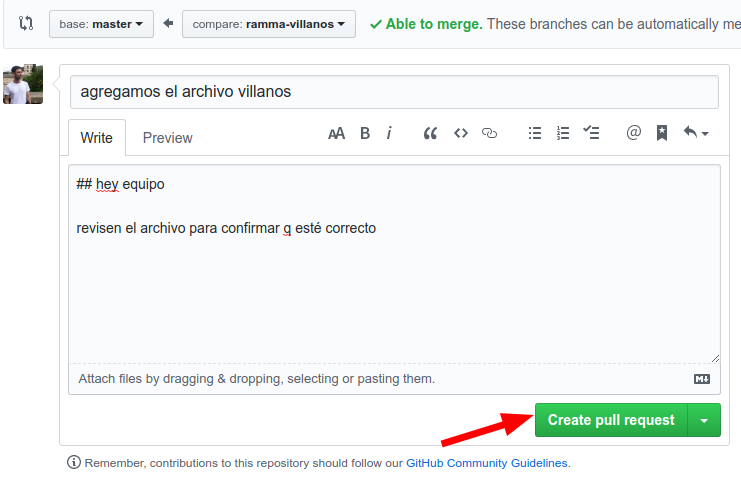 base: master compare: ramma-villanos Able to merge. These branches can be automatically me
agregamos el archivo villanos
Write Preview AA B i @
## hey equipo
revisen el archivo para confirmar q esté correcto
Attach files by dragging & dropping, selecting or pasting them.
Create pull request
Remember, contributions to this repository should follow our GitHub Community Guidelines.